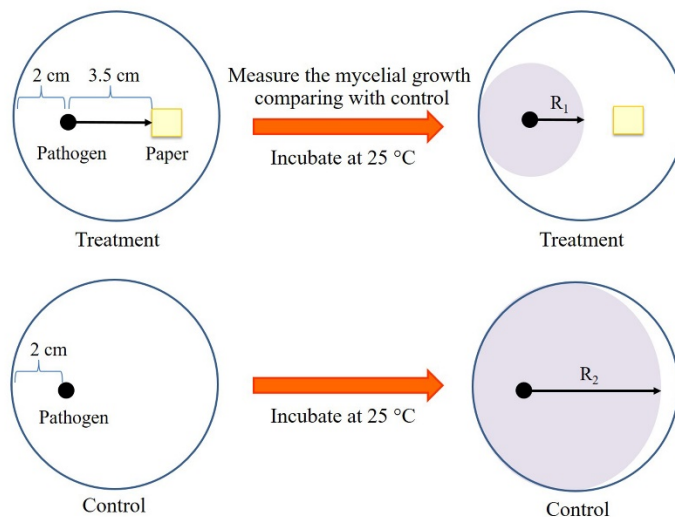 2 cm 3.5 cm
Pathogen Paper
Treatment
Measure the mycelial growth
comparing with control
Incubate at 25 °C
R₁
Treatment
2 cm
Pathogen
Control
Incubate at 25 °C
R₂
Control